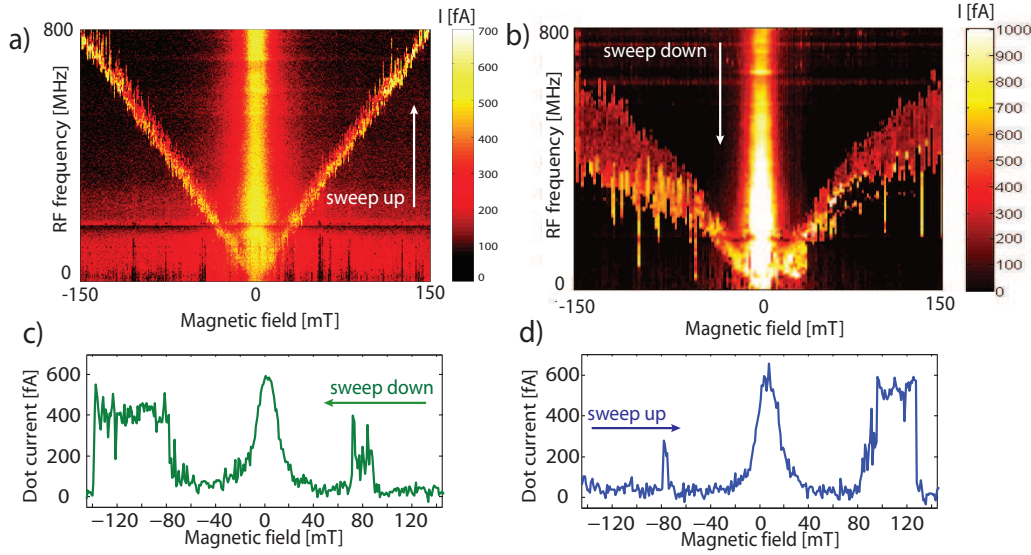 a)
I [fA]
800
RF frequency [MHz]
0
-150
0
150
Magnetic field [mT]
sweep up
700
600
500
400
300
200
100
0
b)
I [fA]
800
RF frequency [MHz]
0
-150
0
150
Magnetic field [mT]
sweep down
1000
900
800
700
600
500
400
300
200
100
0
c)
sweep down
Dot current [fA]
600
400
200
0
−120
−80
−40
0
40
80
120
Magnetic field [mT]
d)
sweep up
Dot current [fA]
600
400
200
0
−120
−80
−40
0
40
80
120
Magnetic field [mT]